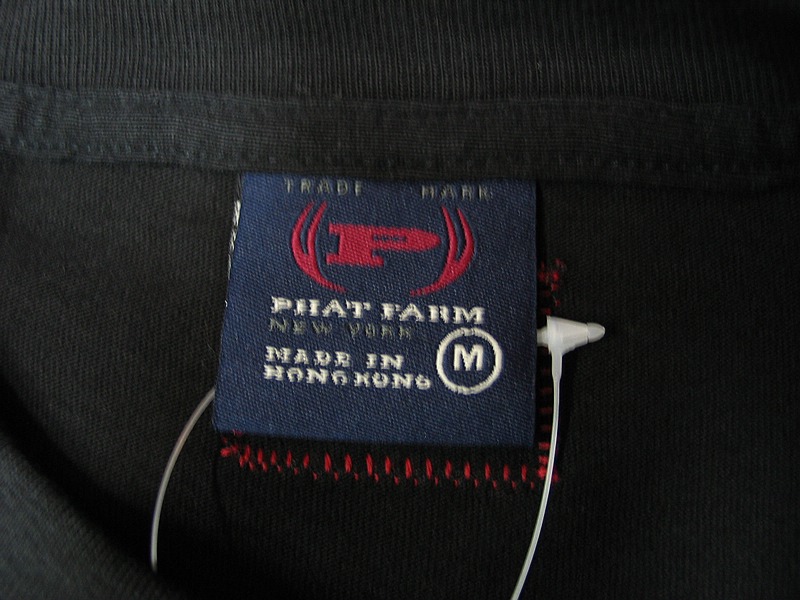 TRADE MARK
P
PHAT FARM
NEW YORK
MADE IN
HONG KONG
M